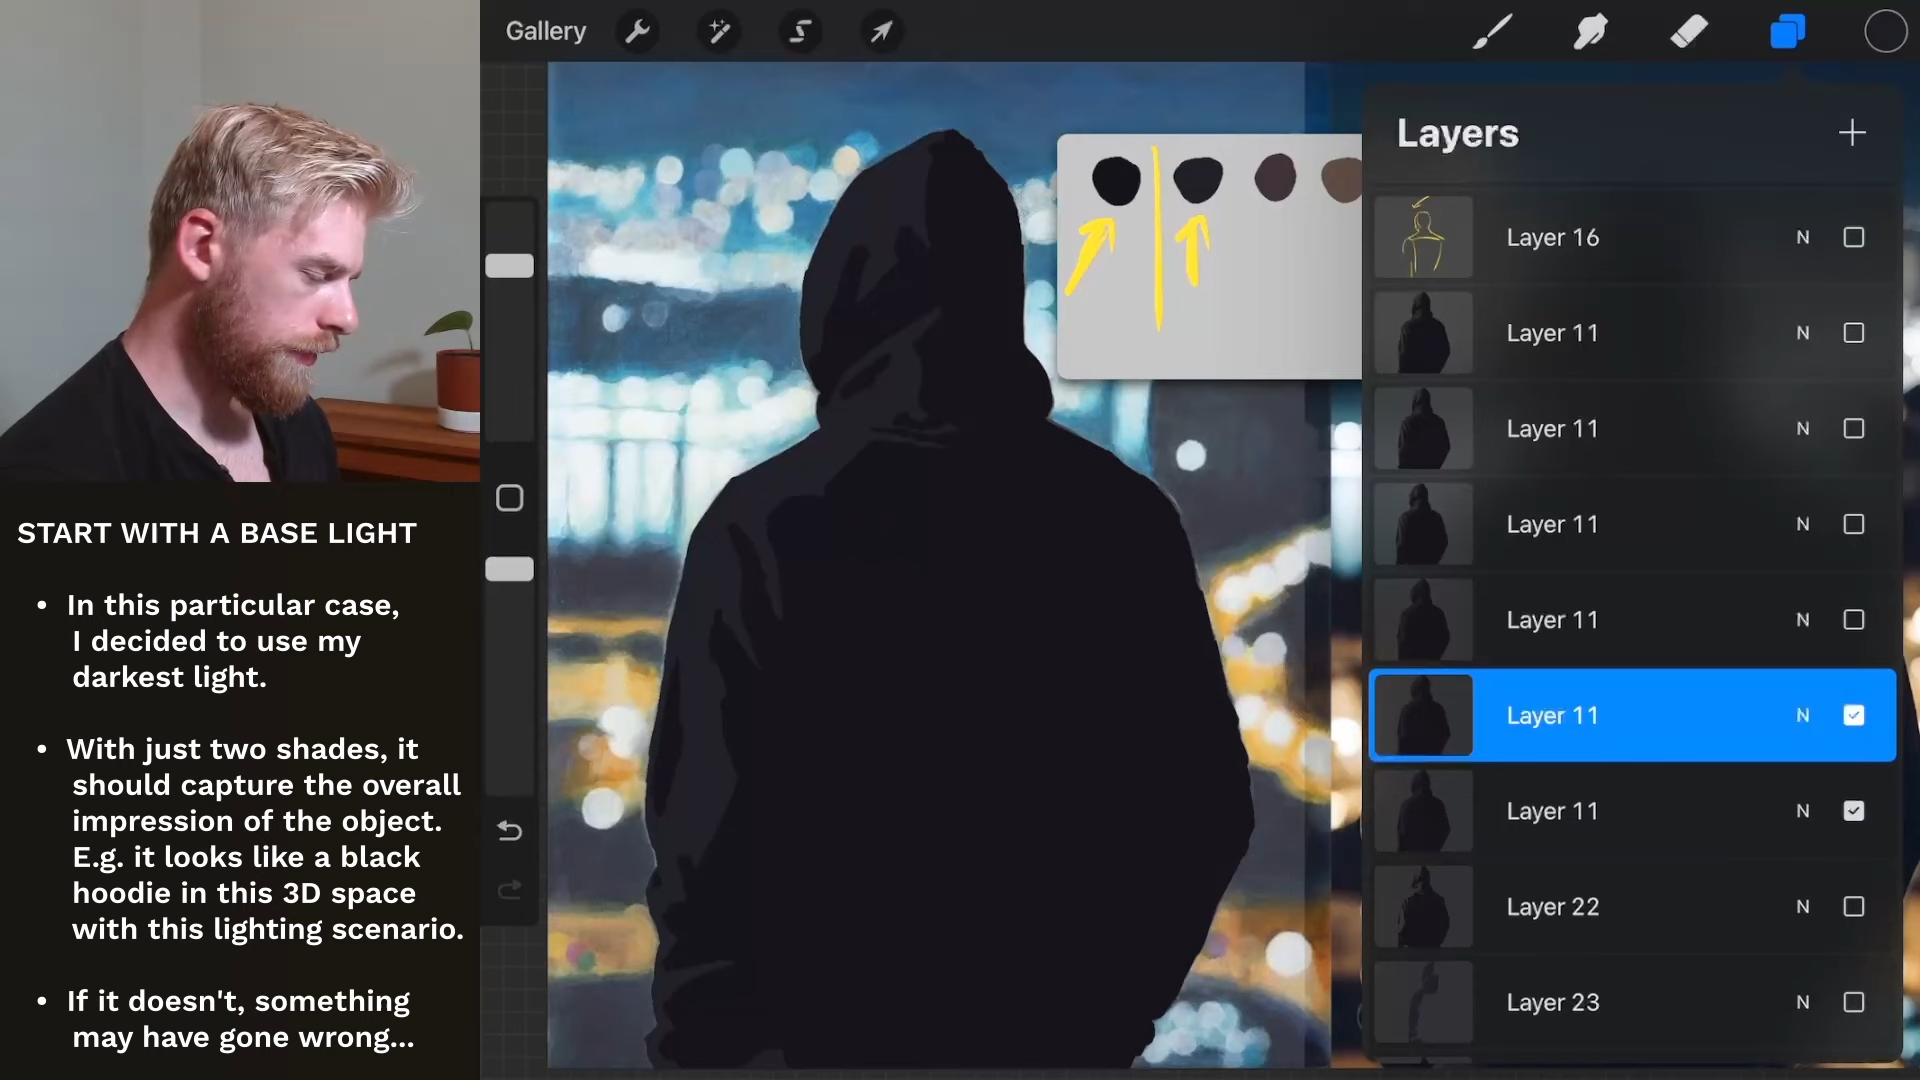 Gallery
START WITH A BASE LIGHT
• In this particular case,
I decided to use my
darkest light.
• With just two shades, it
should capture the overall
impression of the object.
E.g. it looks like a black
hoodie in this 3D space
with this lighting scenario.
• If it doesn't, something
may have gone wrong...
Layers
Layer 16 N
Layer 11 N
Layer 11 N
Layer 11 N
Layer 11 N
Layer 11 N
Layer 11 N
Layer 22 N
Layer 23 N